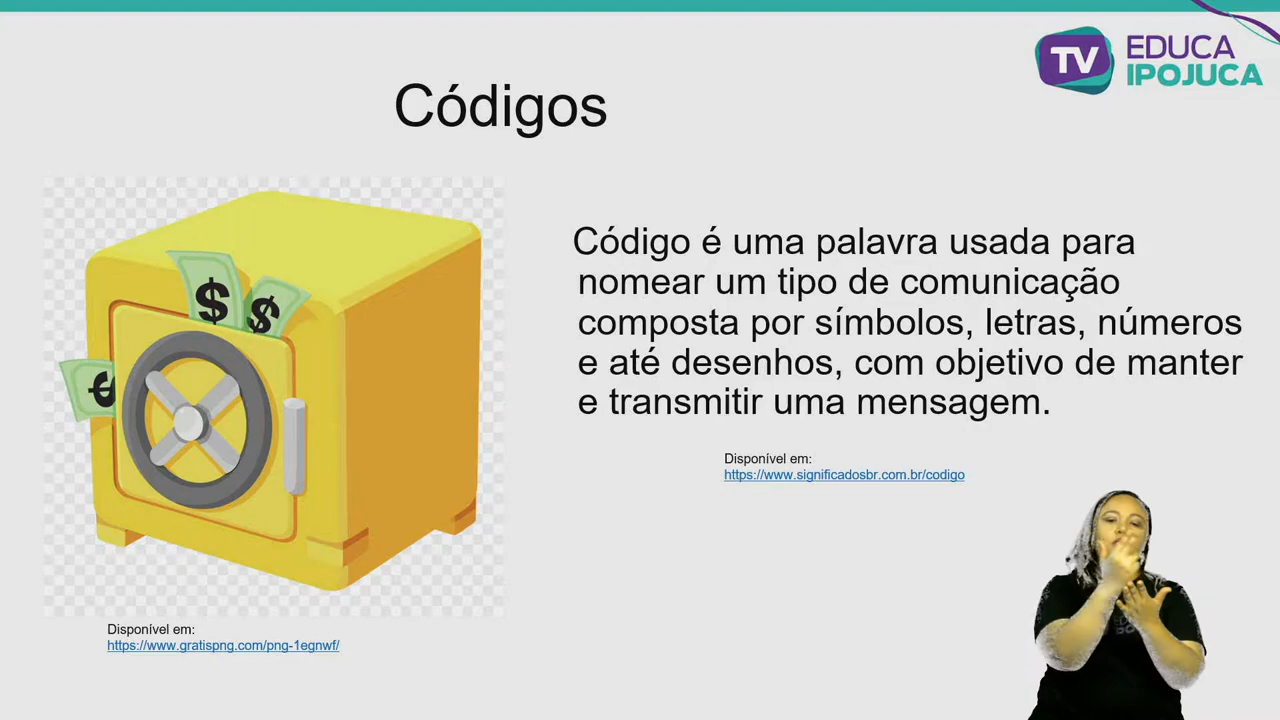 TV EDUCA
IPOJUCA
Códigos
$ $
€
Código é uma palavra usada para
nomear um tipo de comunicação
composta por símbolos, letras, números
e até desenhos, com objetivo de manter
e transmitir uma mensagem.
Disponível em:
https://www.significadosbr.com.br/codigo
Disponível em:
https://www.gratispng.com/png-1egnwf/